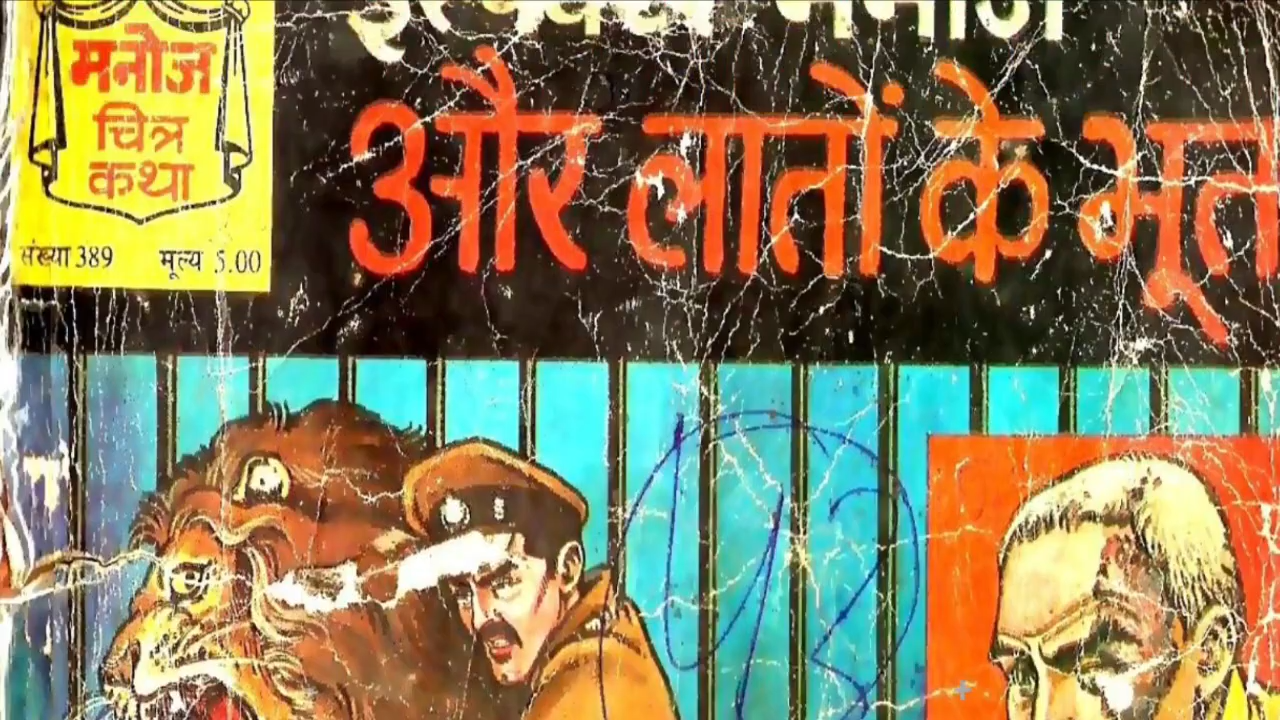 मनोज
चित्र
कथा
संख्या 389 मूल्य 5.00
और लातों के भूत